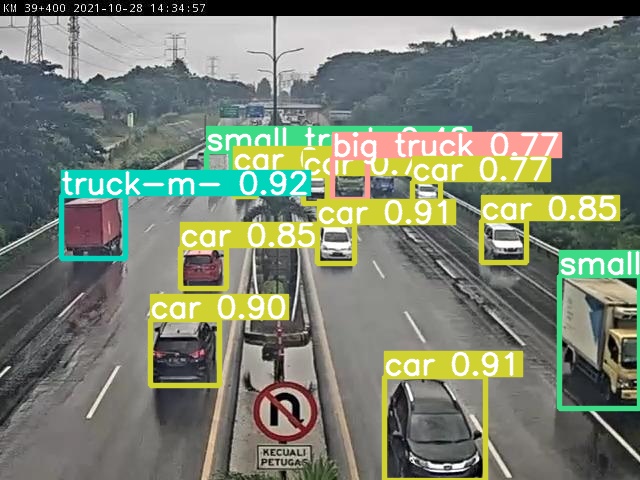 KM 39+400 2021-10-28 14:34:57
small
big truck 0.77
car
car 0.77
truck-m- 0.92
car 0.91
car 0.85
car 0.85
small
car 0.90
car 0.91
KECUALI
PETUGAS